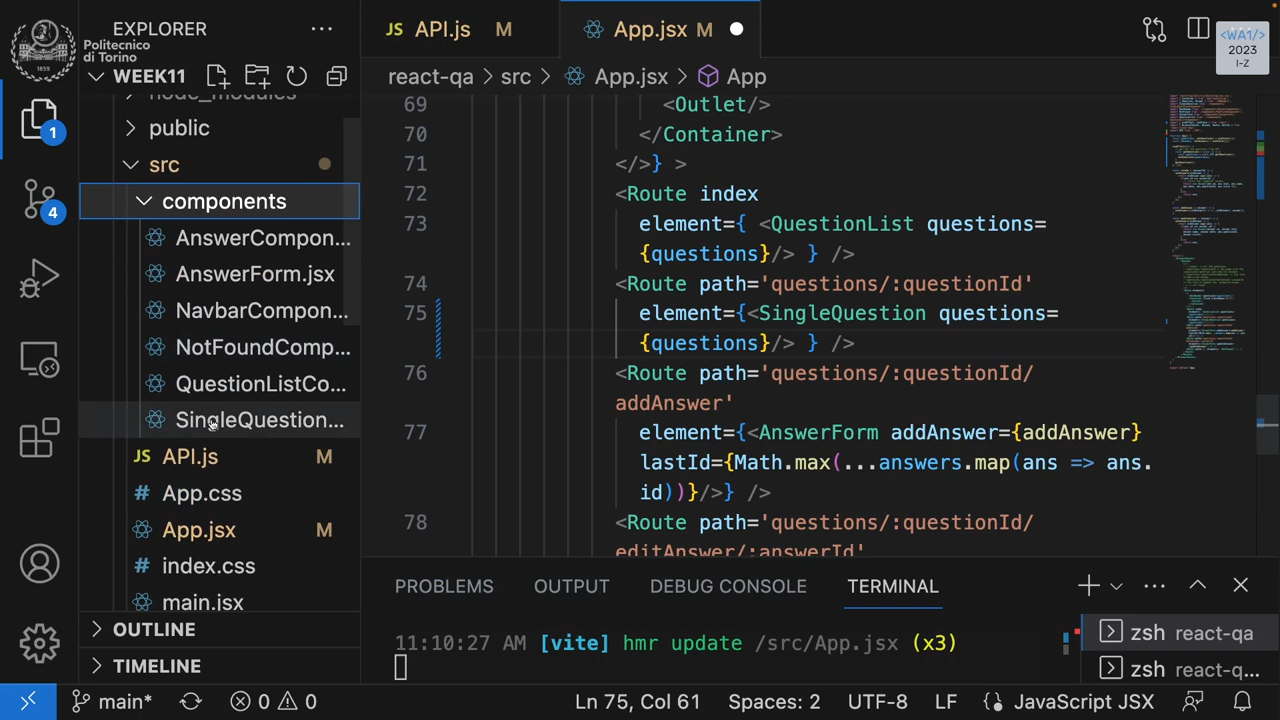 EXPLORER
Politecnico
di Torino
1859
WEEK11
node_modules
public
src
components
AnswerCompon...
AnswerForm.jsx
NavbarCompon...
NotFoundComp...
QuestionListCo...
SingleQuestion...
JS API.js M
# App.css
App.jsx M
# index.css
main.jsx
OUTLINE
TIMELINE
1
4
JS API.js M
App.jsx M
<WA1/>
2023
I-Z
react-qa > src > App.jsx > App
69 <Outlet/>
70 </Container>
71 </>} >
72 <Route index
73 element={ <QuestionList questions=
{questions}/> } />
74 <Route path='questions/:questionId'
75 element={<SingleQuestion questions=
{questions}/> } />
76 <Route path='questions/:questionId/
addAnswer'
77 element={<AnswerForm addAnswer={addAnswer}
lastId={Math.max(...answers.map(ans => ans.
id))}/>} />
78 <Route path='questions/:questionId/
editAnswer/:answerId'
PROBLEMS OUTPUT DEBUG CONSOLE TERMINAL
11:10:27 AM [vite] hmr update /src/App.jsx (x3)
zsh react-qa
zsh react-q...
main* 0 0 Ln 75, Col 61 Spaces: 2 UTF-8 LF {} JavaScript JSX